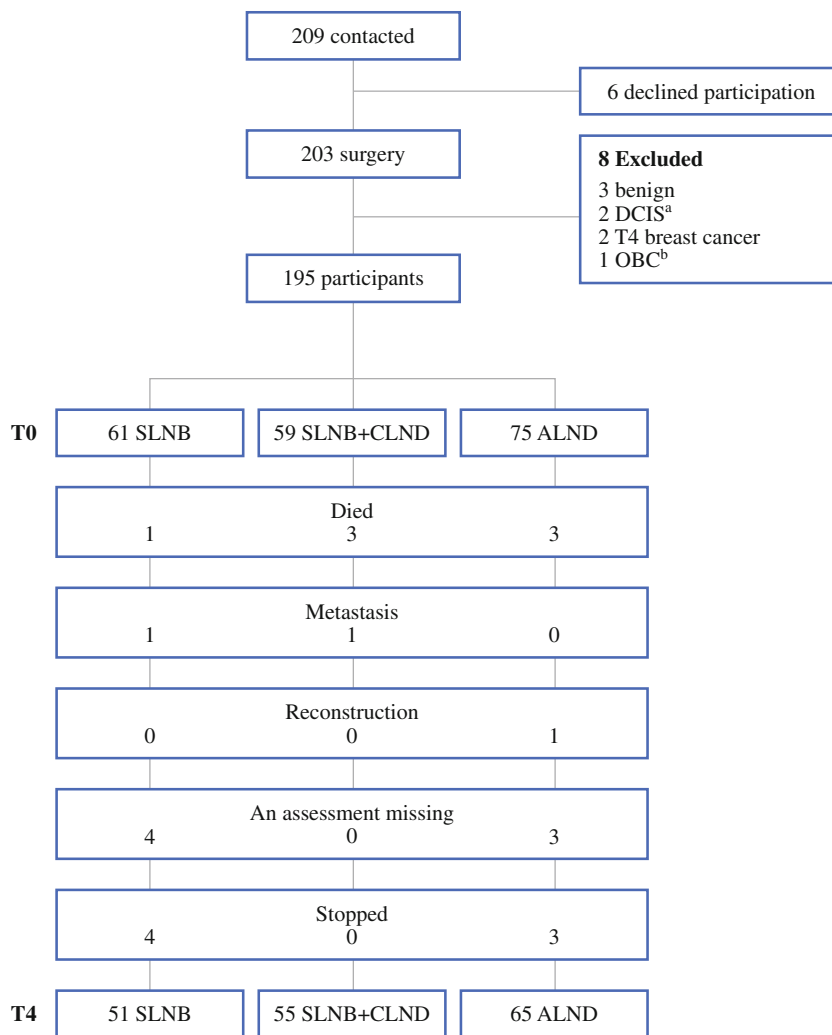 209 contacted
6 declined participation
203 surgery
8 Excluded
3 benign
2 DCISᵃ
2 T4 breast cancer
1 OBCᵇ
195 participants
T0 61 SLNB 59 SLNB+CLND 75 ALND
Died
1 3 3
Metastasis
1 1 0
Reconstruction
0 0 1
An assessment missing
4 0 3
Stopped
4 0 3
T4 51 SLNB 55 SLNB+CLND 65 ALND